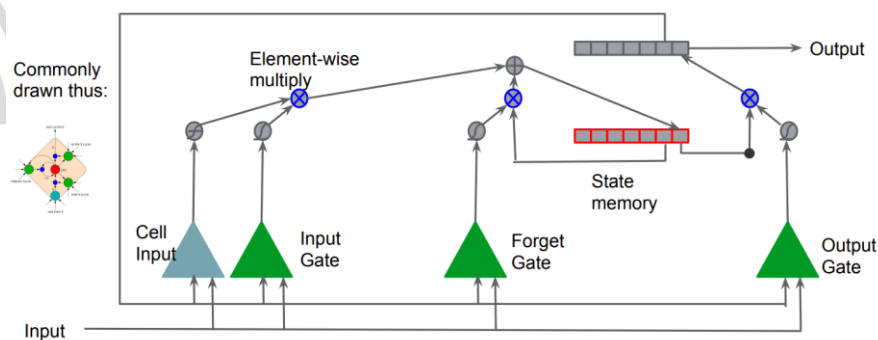 Commonly
drawn thus:
Element-wise
multiply
Output
State
memory
Cell
Input
Input
Gate
Forget
Gate
Output
Gate
Input